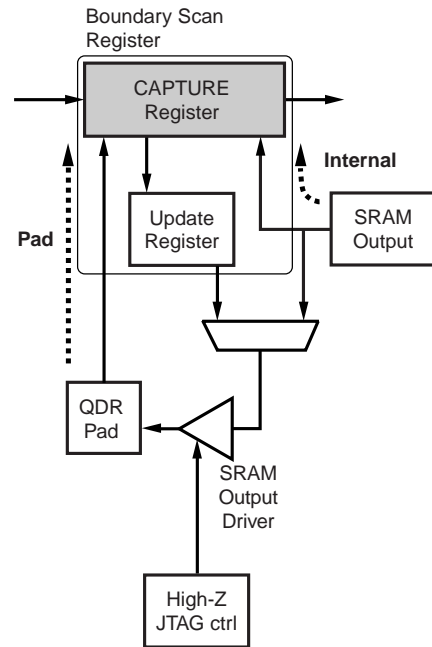 Boundary Scan
Register
CAPTURE
Register
Internal
Pad
Update
Register
SRAM
Output
QDR
Pad
SRAM
Output
Driver
High-Z
JTAG ctrl